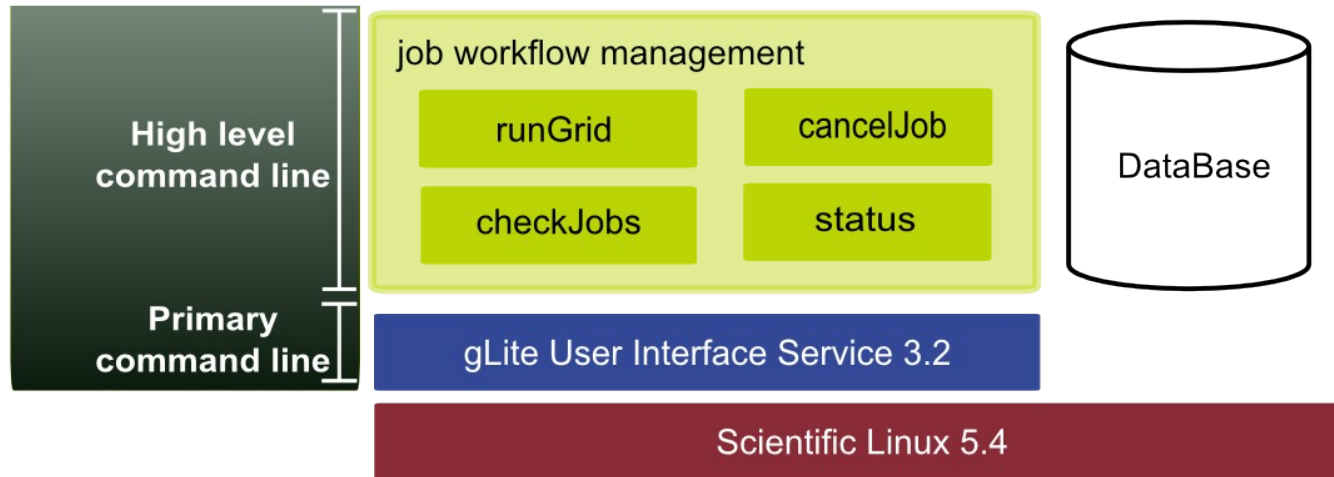 High level
command line
Primary
command line
job workflow management
runGrid
cancelJob
checkJobs
status
DataBase
gLite User Interface Service 3.2
Scientific Linux 5.4